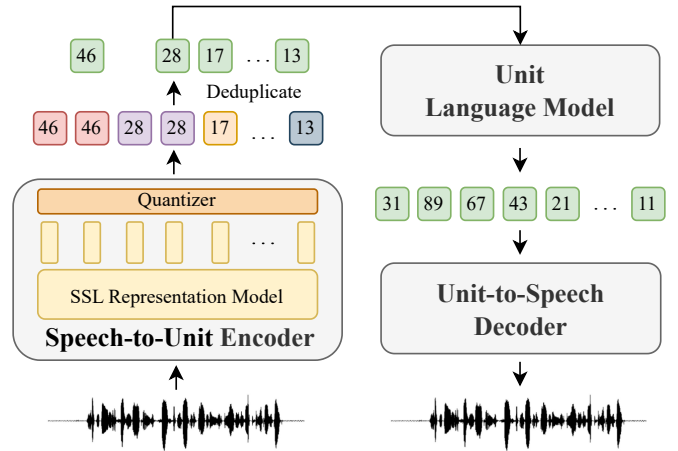 46 28 17 ... 13
Deduplicate
46 46 28 28 17 ... 13
Quantizer
...
SSL Representation Model
Speech-to-Unit Encoder
Unit
Language Model
31 89 67 43 21 ... 11
Unit-to-Speech
Decoder